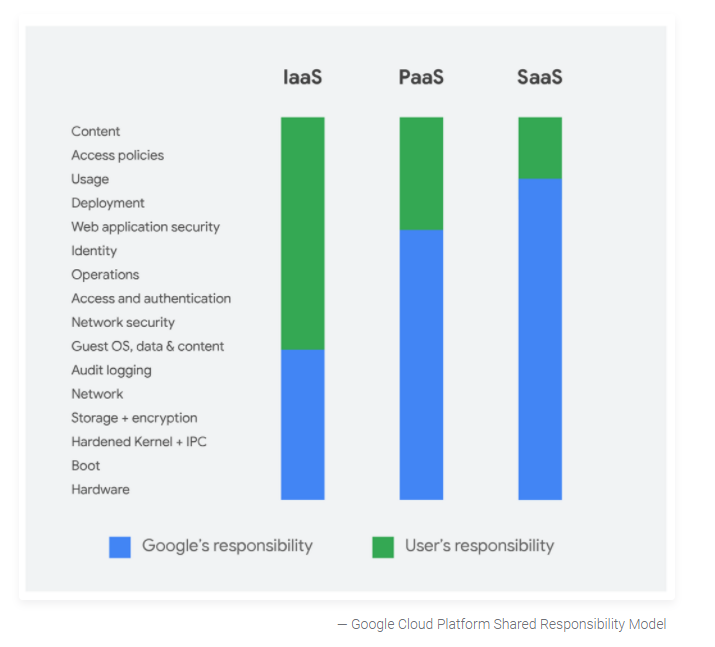 IaaS PaaS SaaS
Content
Access policies
Usage
Deployment
Web application security
Identity
Operations
Access and authentication
Network security
Guest OS, data & content
Audit logging
Network
Storage + encryption
Hardened Kernel + IPC
Boot
Hardware
Google's responsibility User's responsibility
— Google Cloud Platform Shared Responsibility Model